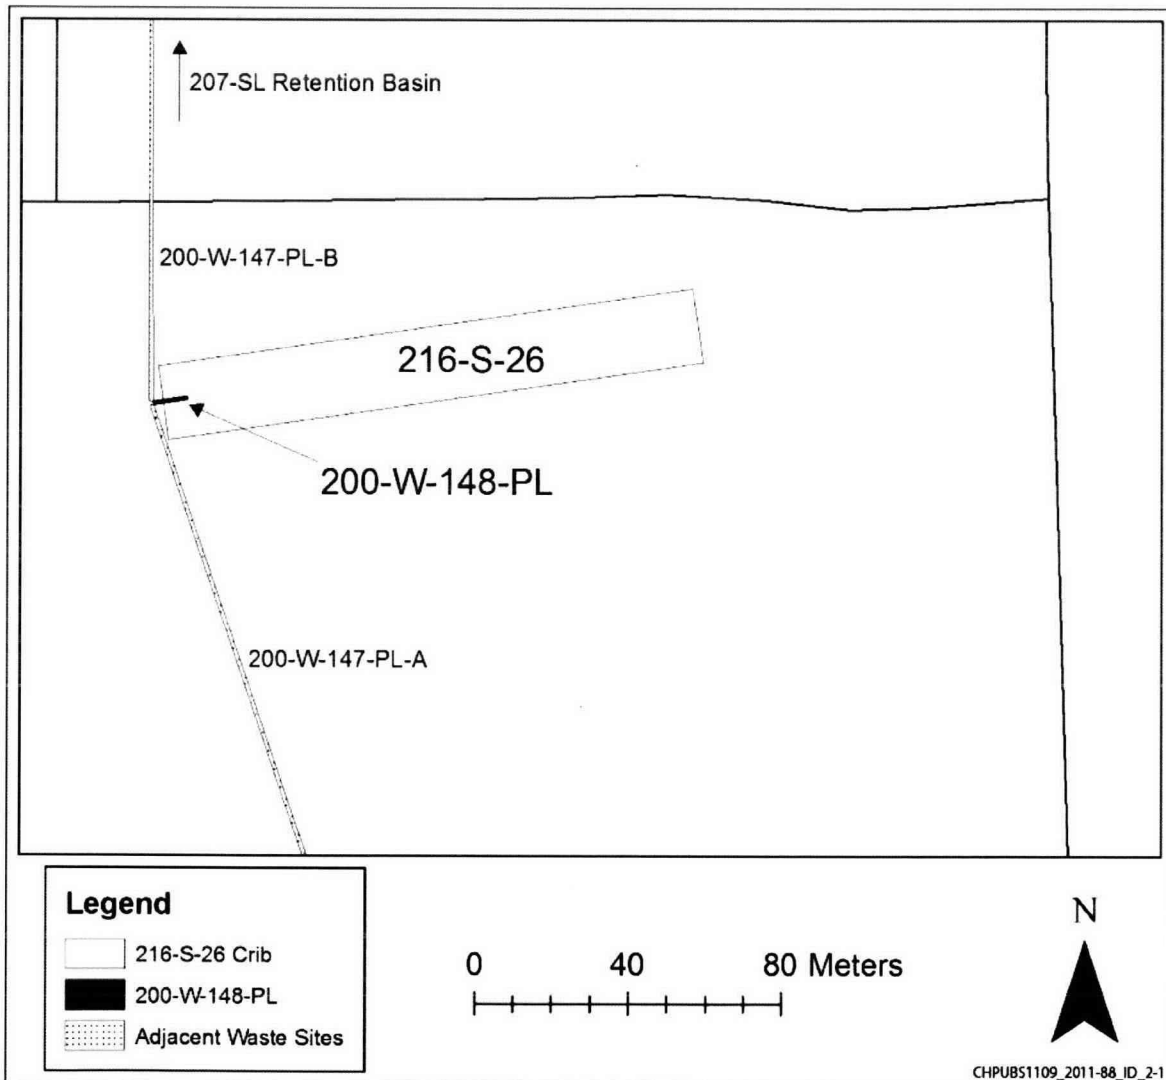 207-SL Retention Basin
200-W-147-PL-B
216-S-26
200-W-148-PL
200-W-147-PL-A
Legend
216-S-26 Crib
200-W-148-PL
Adjacent Waste Sites
0 40 80 Meters
N
CHPUBS1109_2011-88_ID_2-1